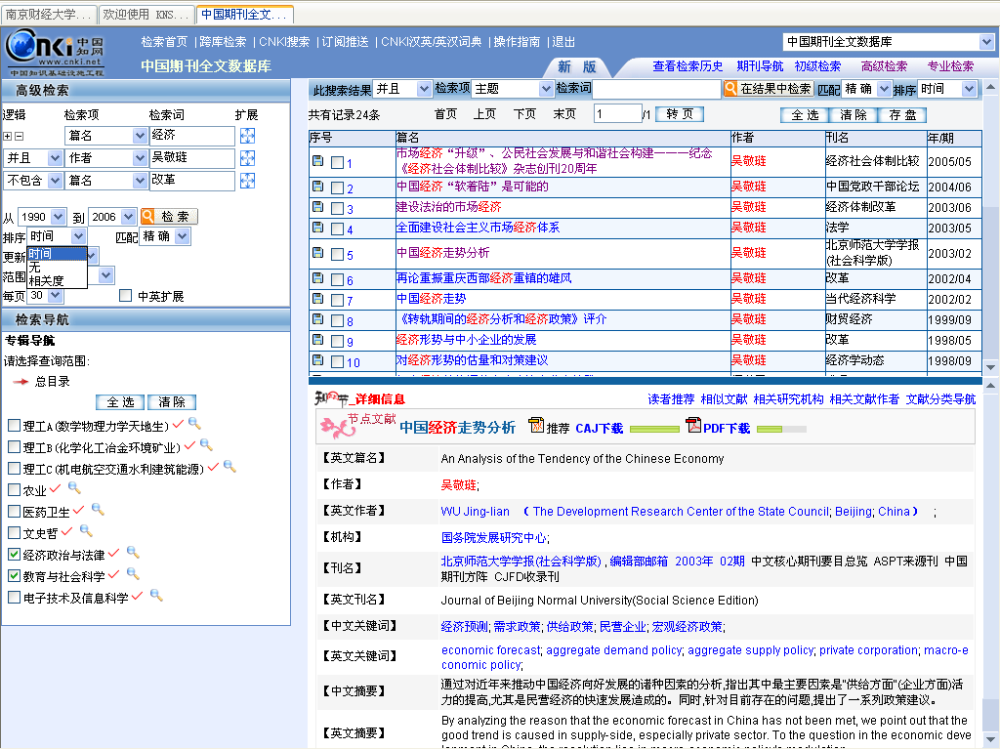 南京财经大学...
欢迎使用 KNS...
中国期刊全文...
Cnki 中国知网
www.cnki.net
中国知识基础设施工程
检索首页 | 跨库检索 | CNKI搜索 | 订阅推送 | CNKI汉英/英汉词典 | 操作指南 | 退出
中国期刊全文数据库
中国期刊全文数据库
新 版
查看检索历史 期刊导航 初级检索 高级检索 专业检索
高级检索
逻辑 检索项 检索词 扩展
篇名 经济
并且 作者 吴敬琏
不包含 篇名 改革
从 1990 到 2006 检 索
排序 时间 匹配 精 确
时间
更新
无
范围
相关度
每页 30 中英扩展
检索导航
专辑导航
请选择查询范围:
总目录
全 选 清 除
理工A(数学物理力学天地生)
理工B(化学化工冶金环境矿业)
理工C(机电航空交通水利建筑能源)
农业
医药卫生
文史哲
经济政治与法律
教育与社会科学
电子技术及信息科学
此搜索结果 并且 检索项 主题 检索词 在结果中检索 匹配 精 确 排序 时间
共有记录24条 首页 上页 下页 末页 1 /1 转 页 全 选 清 除 存 盘
序号 篇名 作者 刊名 年/期
1 市场经济“升级”、公民社会发展与和谐社会构建——一纪念《经济社会体制比较》杂志创刊20周年 吴敬琏 经济社会体制比较 2005/05
2 中国经济“软着陆”是可能的 吴敬琏 中国党政干部论坛 2004/06
3 建设法治的市场经济 吴敬琏 经济体制改革 2003/06
4 全面建设社会主义市场经济体系 吴敬琏 法学 2003/05
5 中国经济走势分析 吴敬琏 北京师范大学学报(社会科学版) 2003/02
6 再论重振重庆西部经济重镇的雄风 吴敬琏 改革 2002/04
7 中国经济走势 吴敬琏 当代经济科学 2002/02
8 《转轨期间的经济分析和经济政策》评介 吴敬琏 财贸经济 1999/09
9 经济形势与中小企业的发展 吴敬琏 改革 1998/05
10 对经济形势的估量和对策建议 吴敬琏 经济学动态 1998/09
知网节_详细信息 读者推荐 相似文献 相关研究机构 相关文献作者 文献分类导航
节点文献 中国经济走势分析 推荐 CAJ下载 PDF下载
【英文篇名】 An Analysis of the Tendency of the Chinese Economy
【作者】 吴敬琏;
【英文作者】 WU Jing-lian （ The Development Research Center of the State Council; Beijing; China） ;
【机构】 国务院发展研究中心;
【刊名】 北京师范大学学报(社会科学版) , 编辑部邮箱 2003年 02期 中文核心期刊要目总览 ASPT来源刊 中国
期刊方阵 CJFD收录刊
【英文刊名】 Journal of Beijing Normal University(Social Science Edition)
【中文关键词】 经济预测; 需求政策; 供给政策; 民营企业; 宏观经济政策;
【英文关键词】 economic forecast; aggregate demand policy; aggregate supply policy; private corporation; macro-e
conomic policy;
【中文摘要】 通过对近年来推动中国经济向好发展的诸种因素的分析,指出其中最主要因素是"供给方面"(企业方面)活
力的提高,尤其是民营经济的快速发展造成的。同时,针对目前存在的问题,提出了一系列政策建议。
【英文摘要】 By analyzing the reason that the economic forecast in China has not been met, we point out that the
good trend is caused in supply-side, especially private sector. To the question in the economic deve